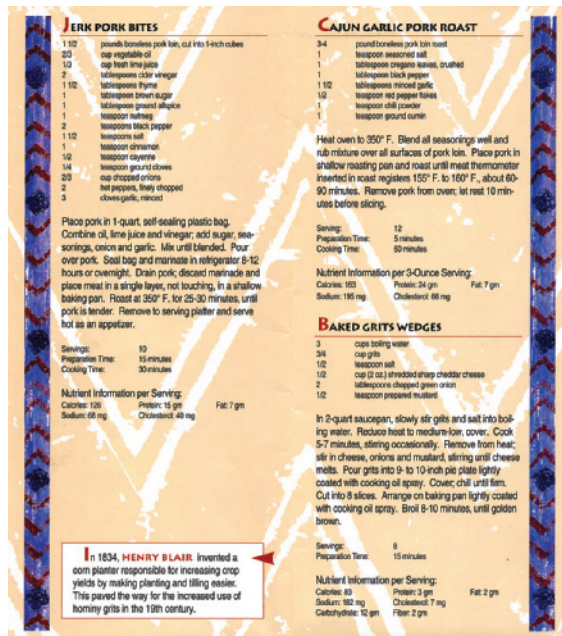 JERK PORK BITES
1 1/2 pounds boneless pork loin, cut into 1-inch cubes
2/3 cup vegetable oil
1/3 cup fresh lime juice
2 tablespoons cider vinegar
1 1/2 tablespoons thyme
1 tablespoon brown sugar
1 tablespoon ground allspice
1 teaspoon nutmeg
2 teaspoons black pepper
1 1/2 teaspoons salt
1 teaspoon cinnamon
1/2 teaspoon cayenne
1/4 teaspoon ground cloves
2/3 cup chopped onions
2 hot peppers, finely chopped
3 cloves garlic, minced
Place pork in 1-quart, self-sealing plastic bag.
Combine oil, lime juice and vinegar; add sugar, sea-
sonings, onion and garlic. Mix until blended. Pour
over pork. Seal bag and marinate in refrigerator 8-12
hours or overnight. Drain pork; discard marinade and
place meat in a single layer, not touching, in a shallow
baking pan. Roast at 350° F. for 25-30 minutes, until
pork is tender. Remove to serving platter and serve
hot as an appetizer.
Servings: 10
Preparation Time: 15 minutes
Cooking Time: 30 minutes
Nutrient Information per Serving:
Calories: 126 Protein: 15 gm Fat: 7 gm
Sodium: 68 mg Cholesterol: 40 mg
In 1834, HENRY BLAIR invented a
corn planter responsible for increasing crop
yields by making planting and tilling easier.
This paved the way for the increased use of
hominy grits in the 19th century.
CAJUN GARLIC PORK ROAST
3-4 pound boneless pork loin roast
1 teaspoon seasoned salt
1 tablespoon oregano leaves, crushed
1 tablespoon black pepper
1 1/2 tablespoons minced garlic
1/2 teaspoon red pepper flakes
1 teaspoon chili powder
1 teaspoon ground cumin
Heat oven to 350° F. Blend all seasonings well and
rub mixture over all surfaces of pork loin. Place pork in
shallow roasting pan and roast until meat thermometer
inserted in roast registers 155° F. to 160° F., about 60-
90 minutes. Remove pork from oven; let rest 10 min-
utes before slicing.
Serving: 12
Preparation Time: 5 minutes
Cooking Time: 60 minutes
Nutrient Information per 3-Ounce Serving:
Calories: 163 Protein: 24 gm Fat: 7 gm
Sodium: 195 mg Cholesterol: 66 mg
BAKED GRITS WEDGES
3 cups boiling water
3/4 cup grits
1/2 teaspoon salt
1/2 cup (2 oz.) shredded sharp cheddar cheese
2 tablespoons chopped green onion
1/2 teaspoon prepared mustard
In 2-quart saucepan, slowly stir grits and salt into boil-
ing water. Reduce heat to medium-low, cover. Cook
5-7 minutes, stirring occasionally. Remove from heat;
stir in cheese, onions and mustard, stirring until cheese
melts. Pour grits into 9- to 10-inch pie plate lightly
coated with cooking oil spray. Cover; chill until firm.
Cut into 8 slices. Arrange on baking pan lightly coated
with cooking oil spray. Broil 8-10 minutes, until golden
brown.
Servings:
Preparation Time: 15 minutes
Nutrient Information per Serving:
Calories: 83 Protein: 3 gm Fat: 2 gm
Sodium: 182 mg Cholesterol: 7 mg
Carbohydrate: 12 gm Fiber: 2 gm